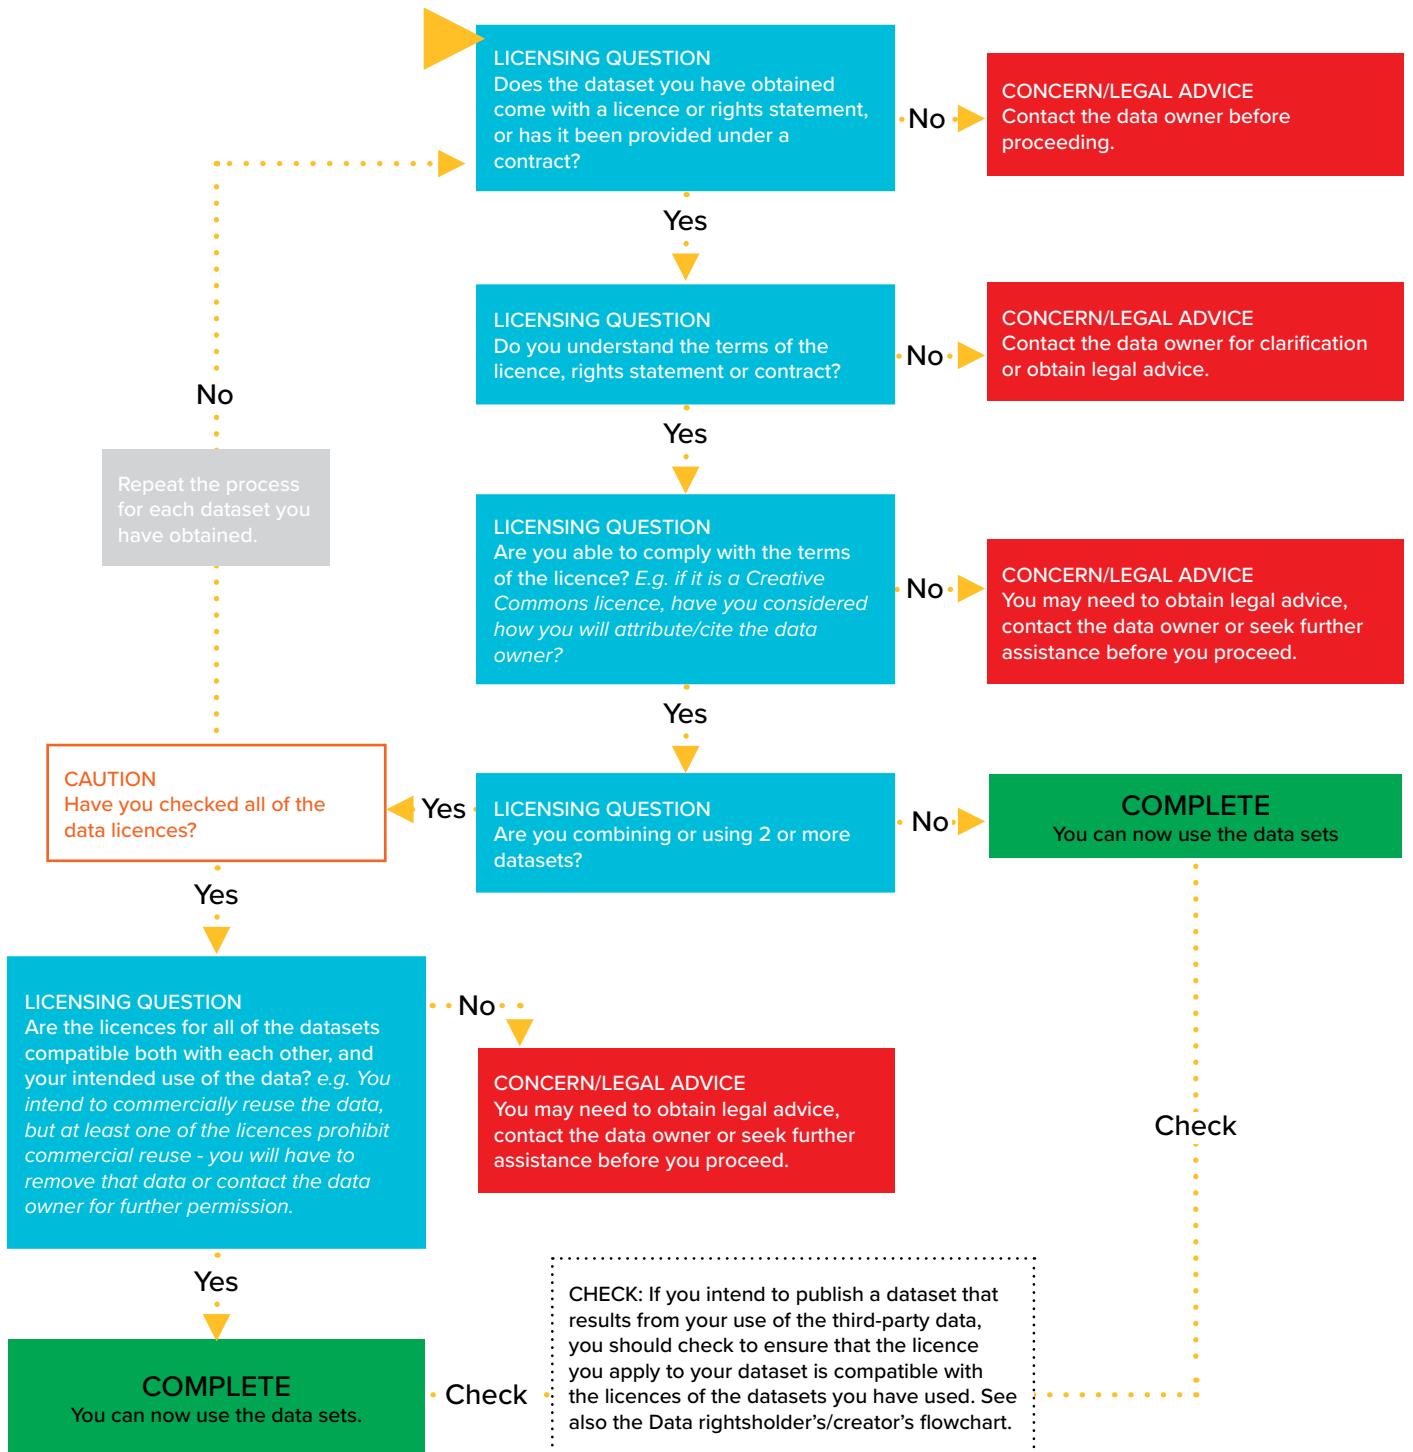 LICENSING QUESTION
Does the dataset you have obtained
come with a licence or rights statement,
or has it been provided under a
contract?
No
CONCERN/LEGAL ADVICE
Contact the data owner before
proceeding.
Yes
LICENSING QUESTION
Do you understand the terms of the
licence, rights statement or contract?
No
CONCERN/LEGAL ADVICE
Contact the data owner for clarification
or obtain legal advice.
No
Yes
Repeat the process
for each dataset you
have obtained.
LICENSING QUESTION
Are you able to comply with the terms
of the licence? E.g. if it is a Creative
Commons licence, have you considered
how you will attribute/cite the data
owner?
No
CONCERN/LEGAL ADVICE
You may need to obtain legal advice,
contact the data owner or seek further
assistance before you proceed.
Yes
CAUTION
Have you checked all of the
data licences?
Yes
LICENSING QUESTION
Are you combining or using 2 or more
datasets?
No
COMPLETE
You can now use the data sets
Yes
LICENSING QUESTION
Are the licences for all of the datasets
compatible both with each other, and
your intended use of the data? e.g. You
intend to commercially reuse the data,
but at least one of the licences prohibit
commercial reuse - you will have to
remove that data or contact the data
owner for further permission.
No
CONCERN/LEGAL ADVICE
You may need to obtain legal advice,
contact the data owner or seek further
assistance before you proceed.
Check
Yes
COMPLETE
You can now use the data sets.
Check
CHECK: If you intend to publish a dataset that
results from your use of the third-party data,
you should check to ensure that the licence
you apply to your dataset is compatible with
the licences of the datasets you have used. See
also the Data rightsholder's/creator's flowchart.